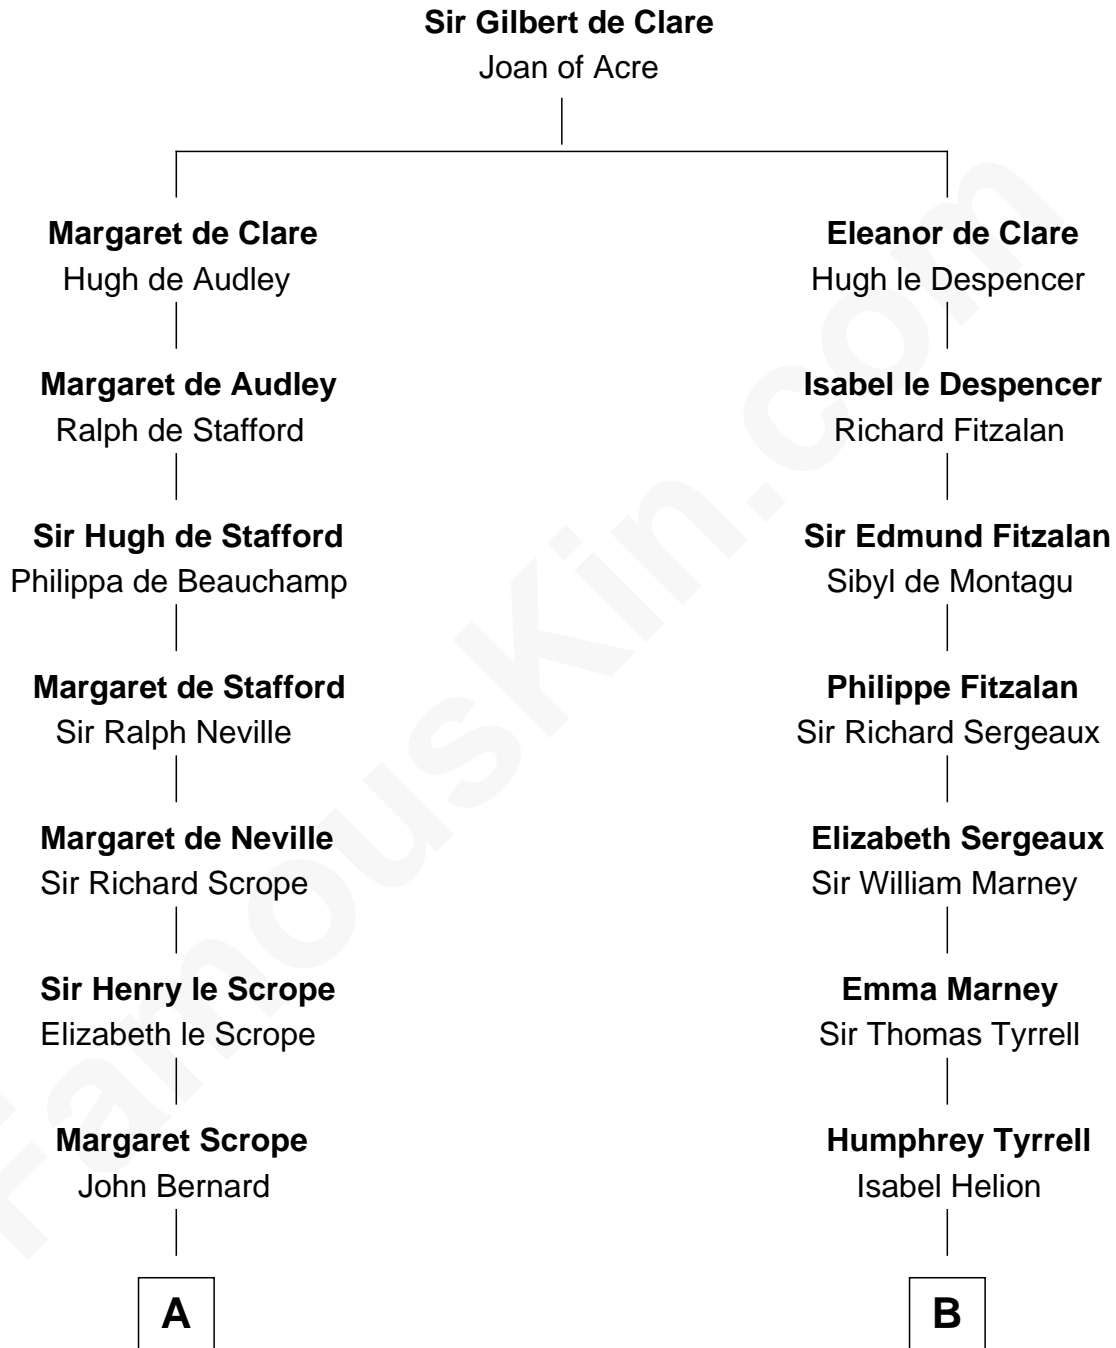 Sir Gilbert de Clare
Joan of Acre
Margaret de Clare
Hugh de Audley
Eleanor de Clare
Hugh le Despencer
Margaret de Audley
Ralph de Stafford
Isabel le Despencer
Richard Fitzalan
Sir Hugh de Stafford
Philippa de Beauchamp
Sir Edmund Fitzalan
Sibyl de Montagu
Margaret de Stafford
Sir Ralph Neville
Philippe Fitzalan
Sir Richard Sergeaux
Margaret de Neville
Sir Richard Scrope
Elizabeth Sergeaux
Sir William Marney
Sir Henry le Scrope
Elizabeth le Scrope
Emma Marney
Sir Thomas Tyrrell
Margaret Scrope
John Bernard
Humphrey Tyrrell
Isabel Helion
A
B
FamousKin.com